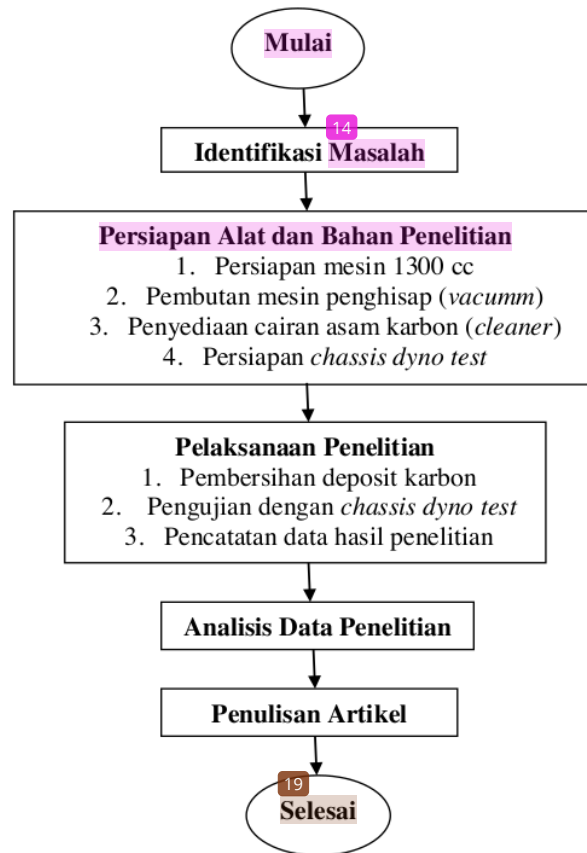 Mulai
14
Identifikasi Masalah
Persiapan Alat dan Bahan Penelitian
1. Persiapan mesin 1300 cc
2. Pembutan mesin penghisap (vacumm)
3. Penyediaan cairan asam karbon (cleaner)
4. Persiapan chassis dyno test
Pelaksanaan Penelitian
1. Pembersihan deposit karbon
2. Pengujian dengan chassis dyno test
3. Pencatatan data hasil penelitian
Analisis Data Penelitian
Penulisan Artikel
19
Selesai